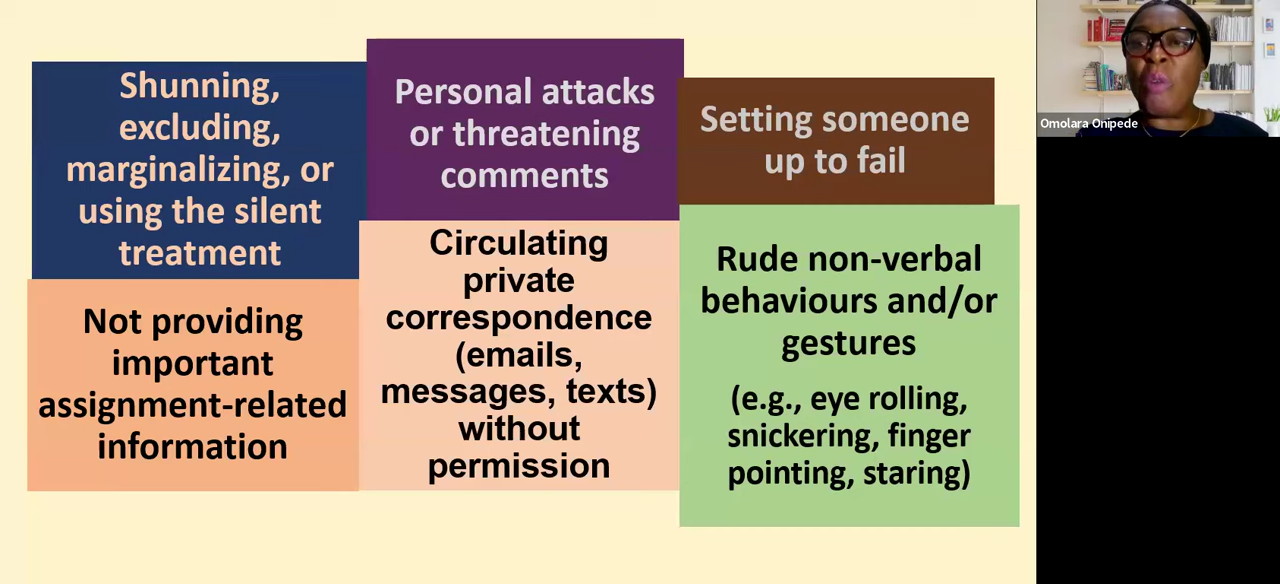 Shunning,
excluding,
marginalizing, or
using the silent
treatment
Personal attacks
or threatening
comments
Setting someone
up to fail
Not providing
important
assignment-related
information
Circulating
private
correspondence
(emails,
messages, texts)
without
permission
Rude non-verbal
behaviours and/or
gestures
(e.g., eye rolling,
snickering, finger
pointing, staring)
Omolara Onipede